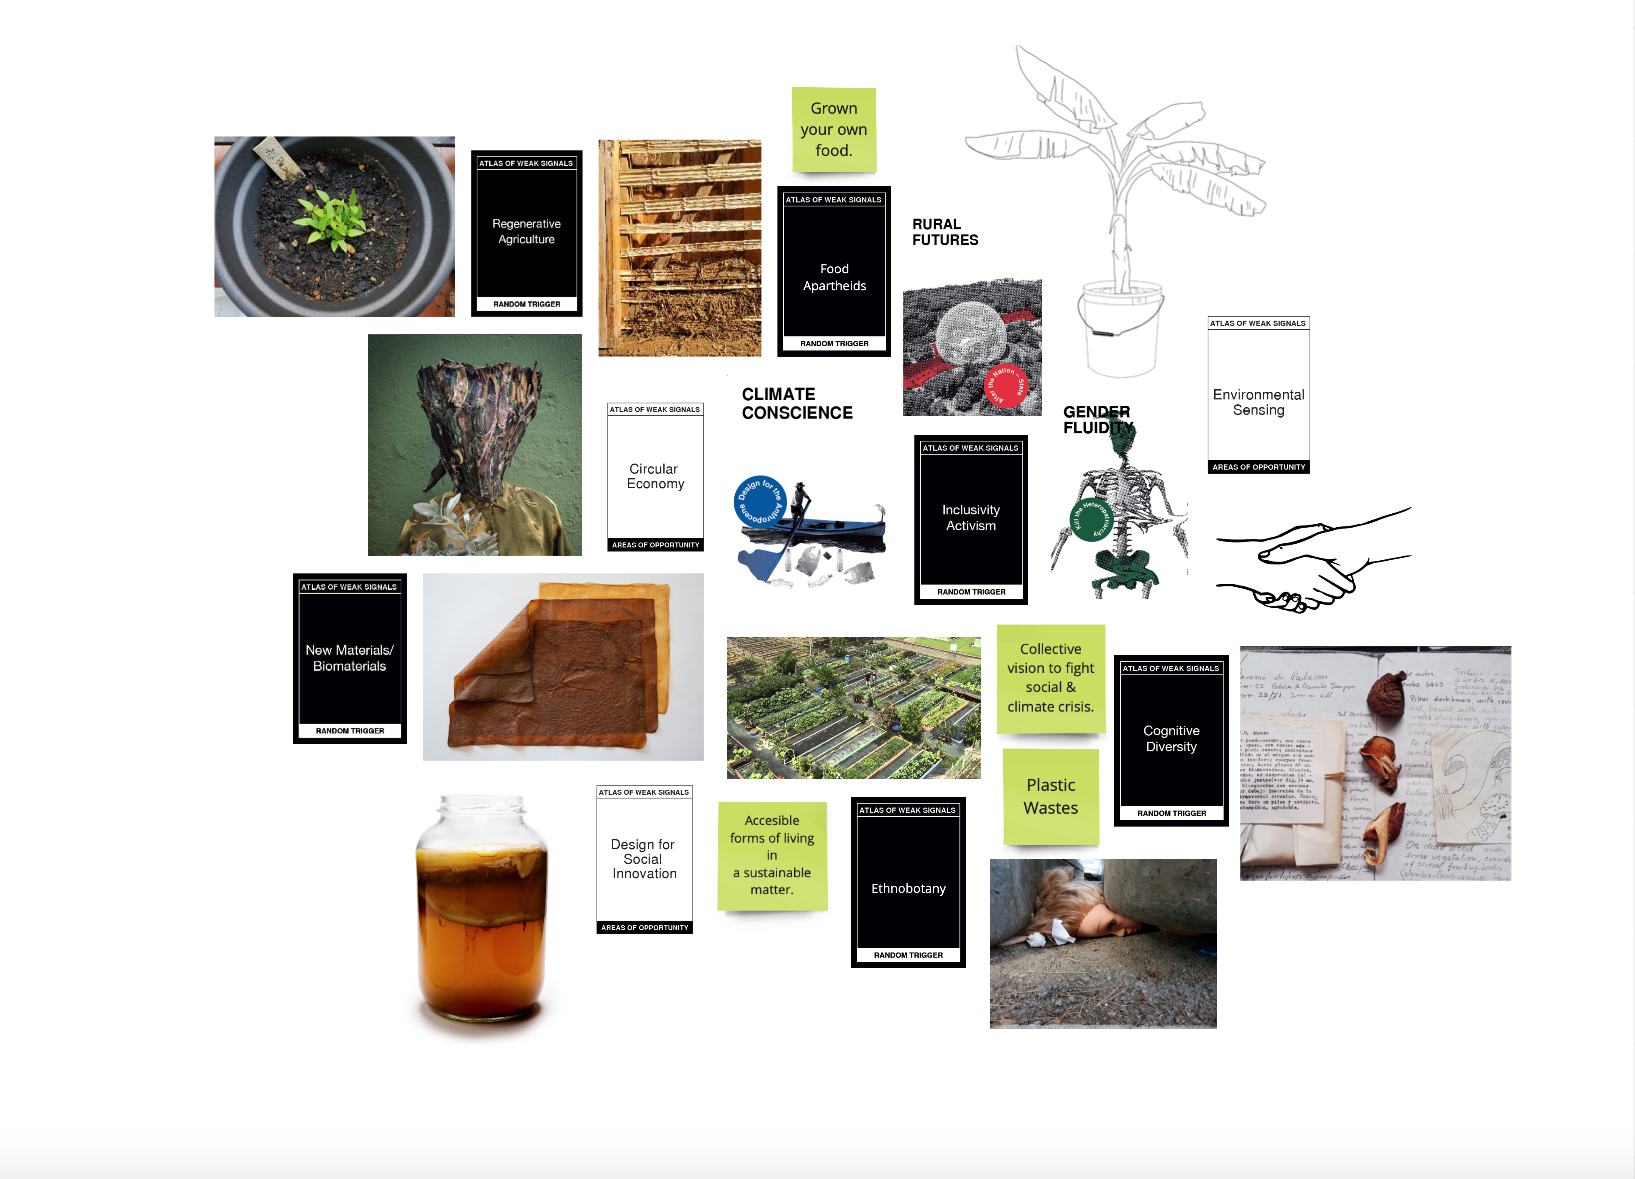 Grown
your own
food.
ATLAS OF WEAK SIGNALS
Regenerative
Agriculture
RANDOM TRIGGER
ATLAS OF WEAK SIGNALS
Food
Apartheids
RANDOM TRIGGER
RURAL
FUTURES
After the Nation – State
ATLAS OF WEAK SIGNALS
Environmental
Sensing
AREAS OF OPPORTUNITY
ATLAS OF WEAK SIGNALS
Circular
Economy
AREAS OF OPPORTUNITY
CLIMATE
CONSCIENCE
Design for the Anthropocene
ATLAS OF WEAK SIGNALS
Inclusivity
Activism
RANDOM TRIGGER
GENDER
FLUIDITY
Kill the Heteropatriarchy
ATLAS OF WEAK SIGNALS
New Materials/
Biomaterials
RANDOM TRIGGER
Collective
vision to fight
social &
climate crisis.
ATLAS OF WEAK SIGNALS
Cognitive
Diversity
RANDOM TRIGGER
Plastic
Wastes
ATLAS OF WEAK SIGNALS
Design for
Social
Innovation
AREAS OF OPPORTUNITY
Accesible
forms of living
in
a sustainable
matter.
ATLAS OF WEAK SIGNALS
Ethnobotany
RANDOM TRIGGER